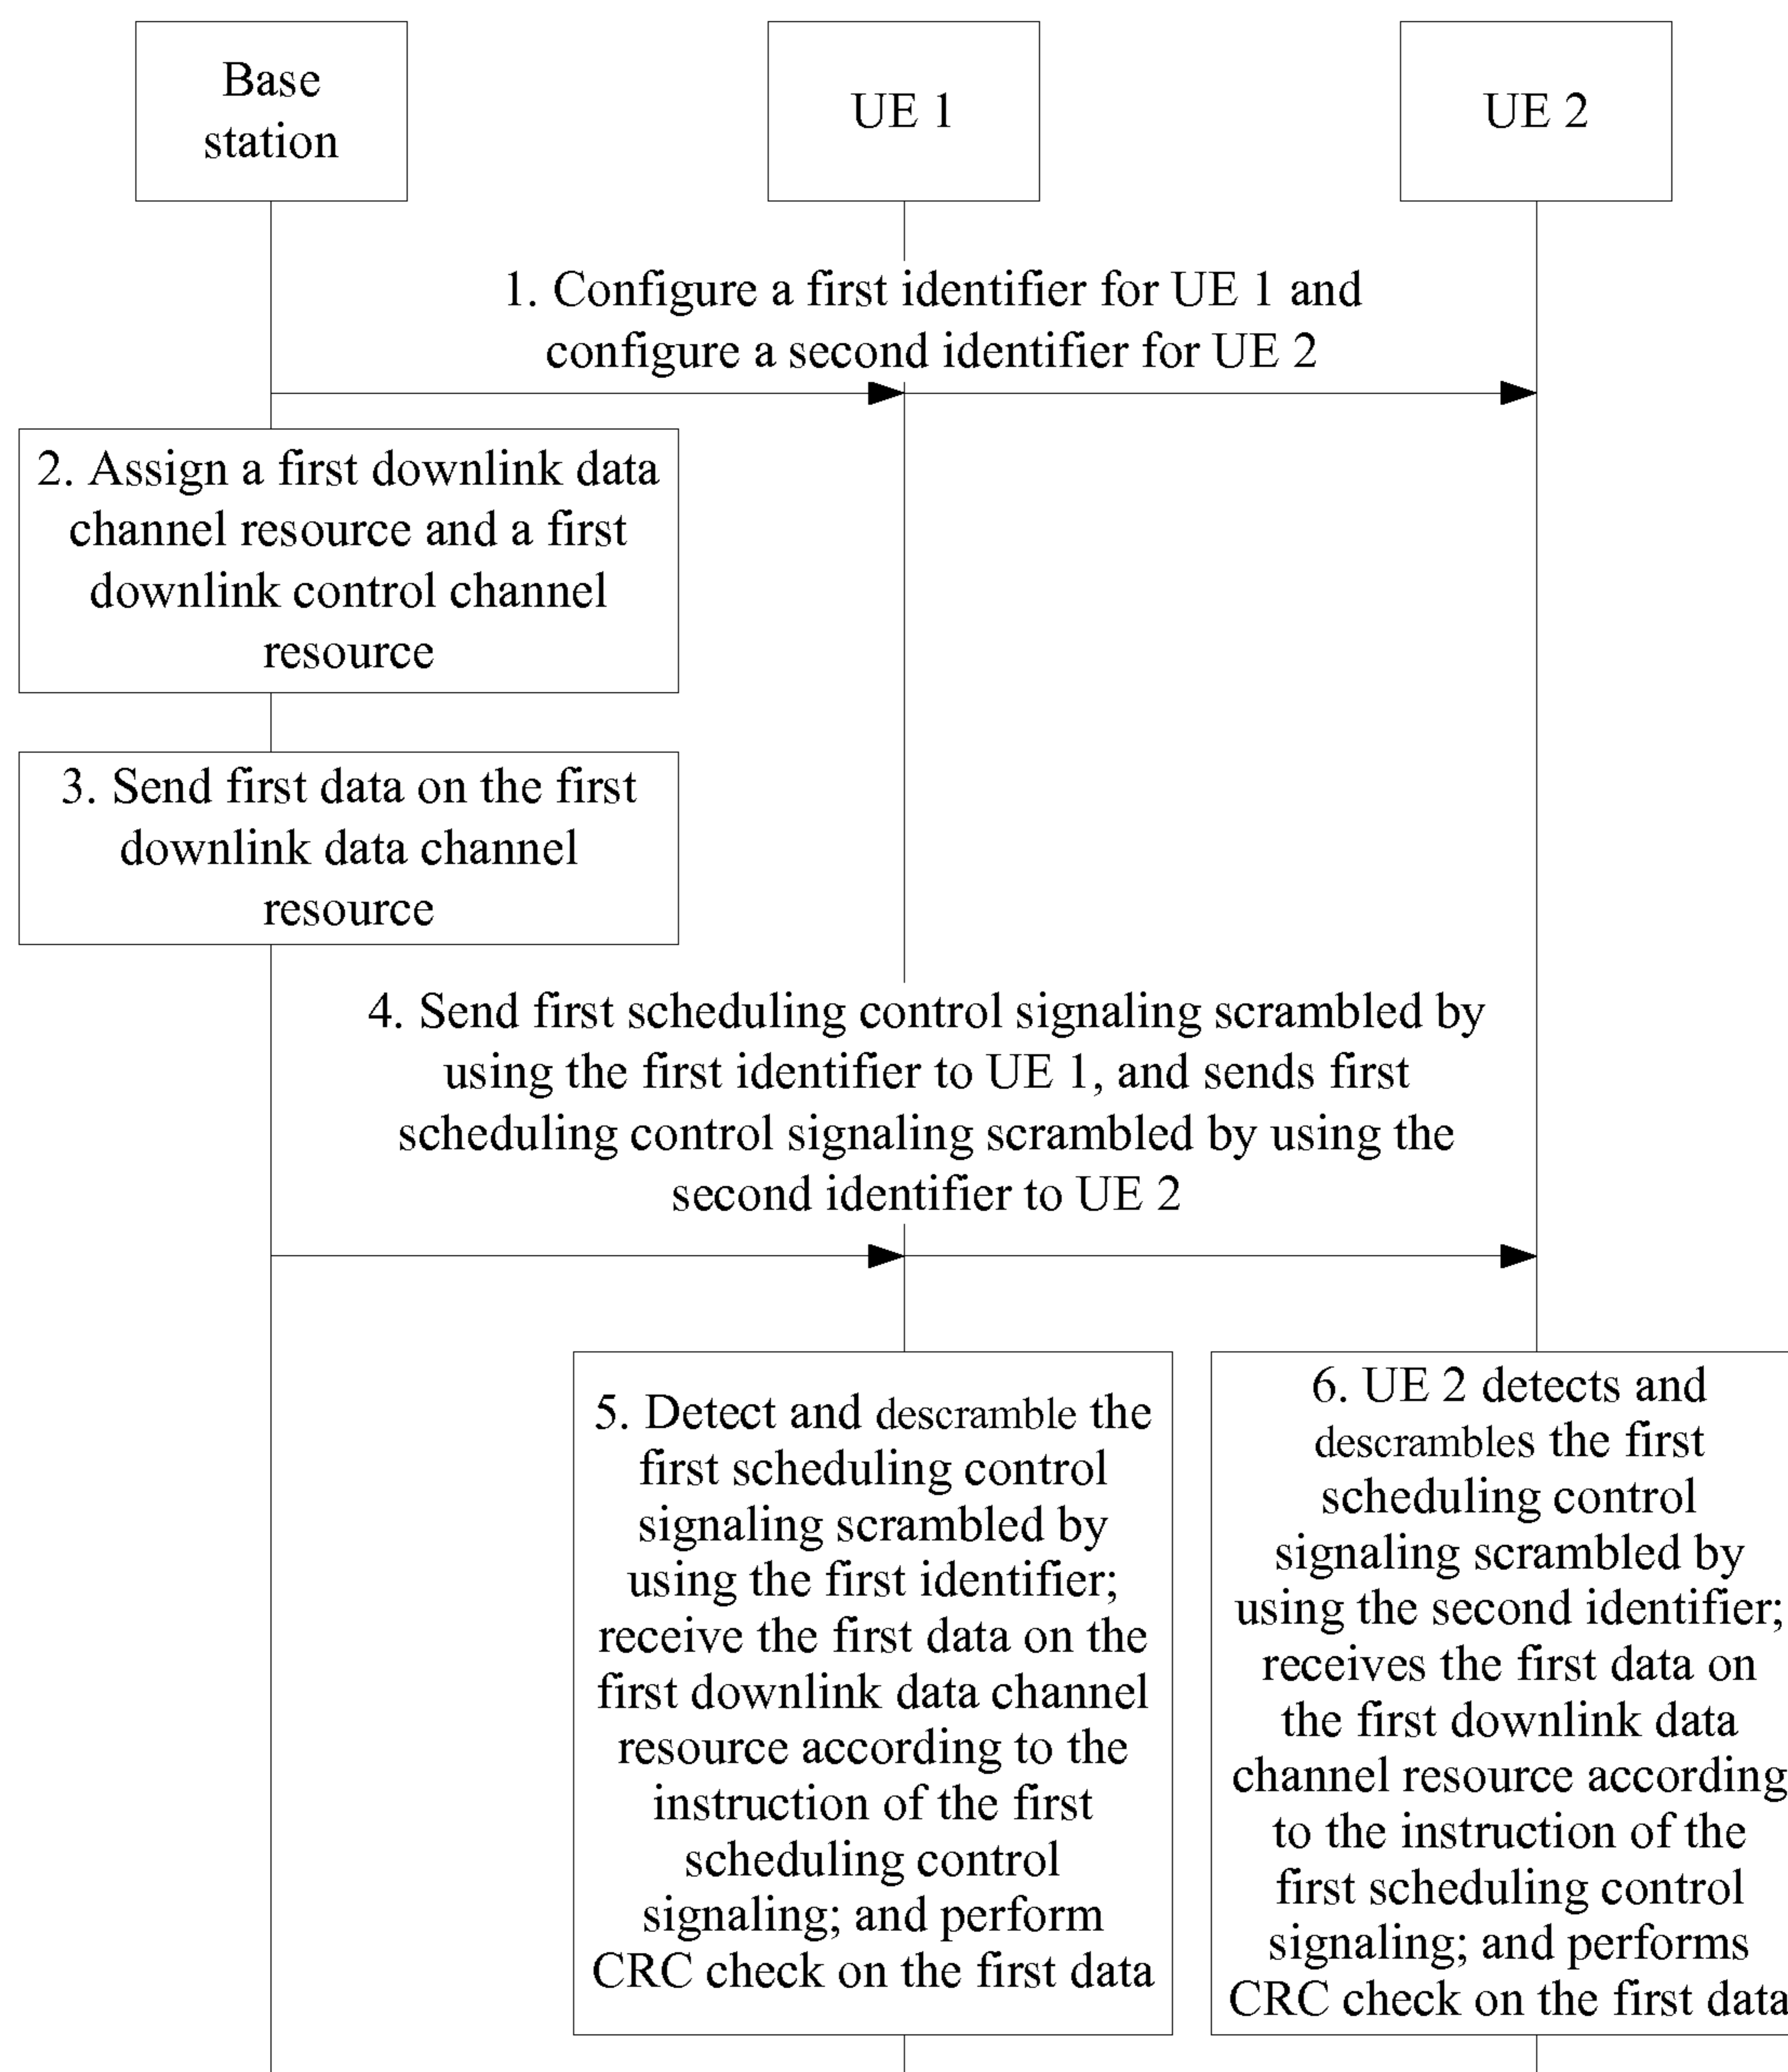 Base
station
UE 1
UE 2
1. Configure a first identifier for UE 1 and
configure a second identifier for UE 2
2. Assign a first downlink data
channel resource and a first
downlink control channel
resource
3. Send first data on the first
downlink data channel
resource
4. Send first scheduling control signaling scrambled by
using the first identifier to UE 1, and sends first
scheduling control signaling scrambled by using the
second identifier to UE 2
5. Detect and descramble the
first scheduling control
signaling scrambled by
using the first identifier;
receive the first data on the
first downlink data channel
resource according to the
instruction of the first
scheduling control
signaling; and perform
CRC check on the first data
6. UE 2 detects and
descrambles the first
scheduling control
signaling scrambled by
using the second identifier;
receives the first data on
the first downlink data
channel resource according
to the instruction of the
first scheduling control
signaling; and performs
CRC check on the first data